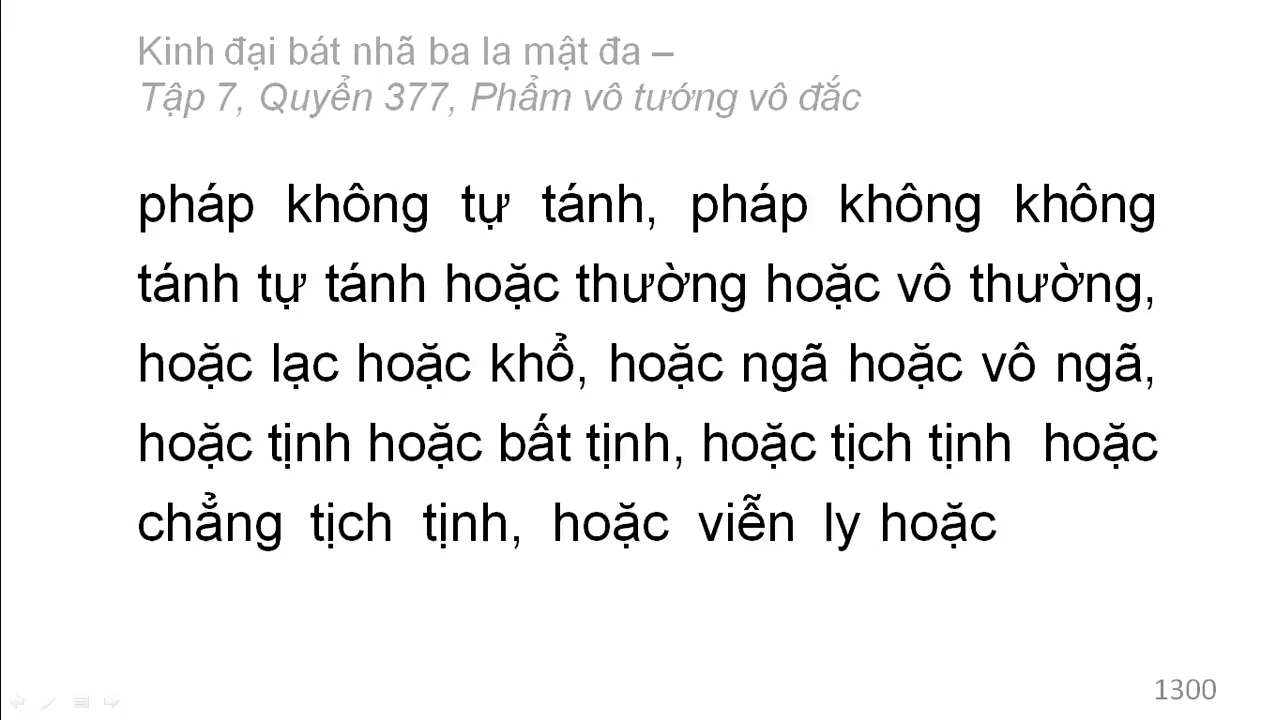 Kinh đại bát nhã ba la mật đa –
Tập 7, Quyển 377, Phẩm vô tướng vô đắc
pháp không tự tánh, pháp không không
tánh tự tánh hoặc thường hoặc vô thường,
hoặc lạc hoặc khổ, hoặc ngã hoặc vô ngã,
hoặc tịnh hoặc bất tịnh, hoặc tịch tịnh hoặc
chẳng tịch tịnh, hoặc viễn ly hoặc
1300